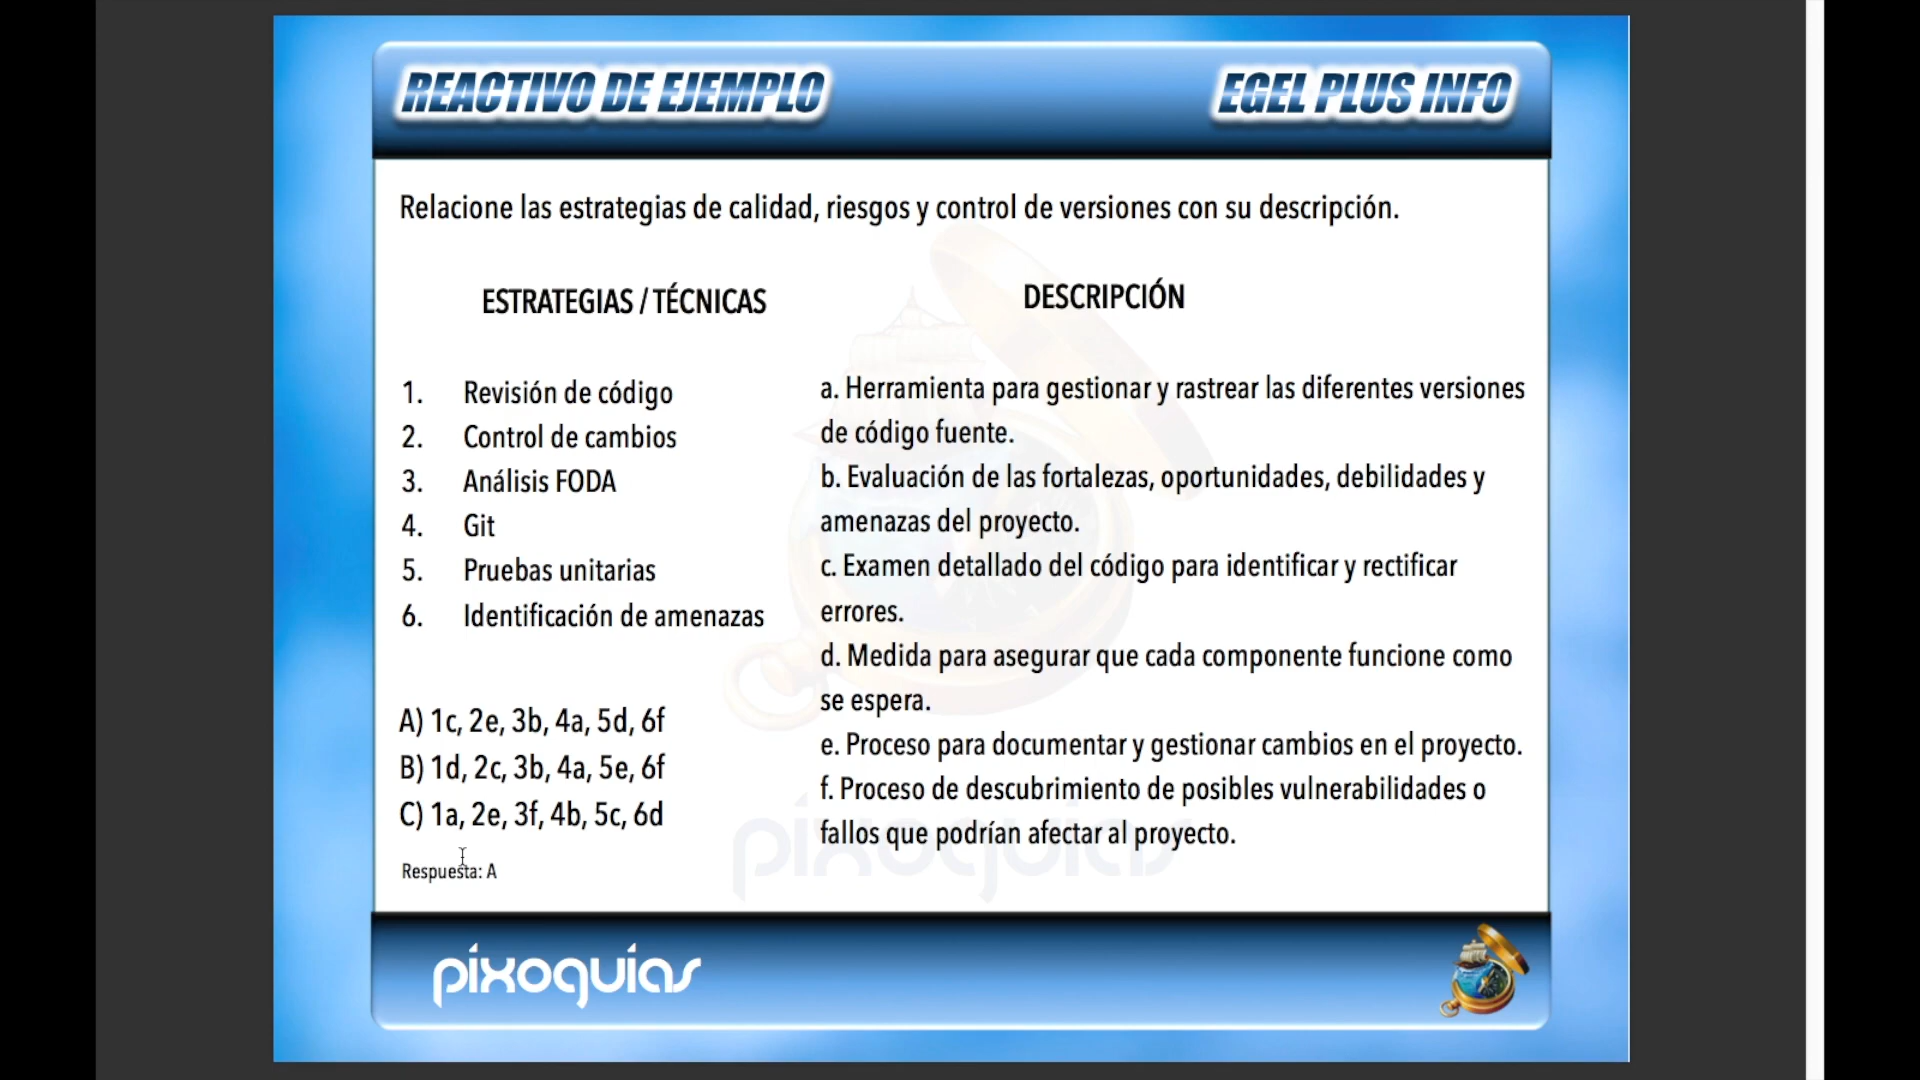 REACTIVO DE EJEMPLO
EGEL PLUS INFO
Relacione las estrategias de calidad, riesgos y control de versiones con su descripción.
ESTRATEGIAS / TÉCNICAS
1. Revisión de código
2. Control de cambios
3. Análisis FODA
4. Git
5. Pruebas unitarias
6. Identificación de amenazas
A) 1c, 2e, 3b, 4a, 5d, 6f
B) 1d, 2c, 3b, 4a, 5e, 6f
C) 1a, 2e, 3f, 4b, 5c, 6d
Respuesta: A
DESCRIPCIÓN
a. Herramienta para gestionar y rastrear las diferentes versiones
de código fuente.
b. Evaluación de las fortalezas, oportunidades, debilidades y
amenazas del proyecto.
c. Examen detallado del código para identificar y rectificar
errores.
d. Medida para asegurar que cada componente funcione como
se espera.
e. Proceso para documentar y gestionar cambios en el proyecto.
f. Proceso de descubrimiento de posibles vulnerabilidades o
fallos que podrían afectar al proyecto.
pixoguias
pixoguias